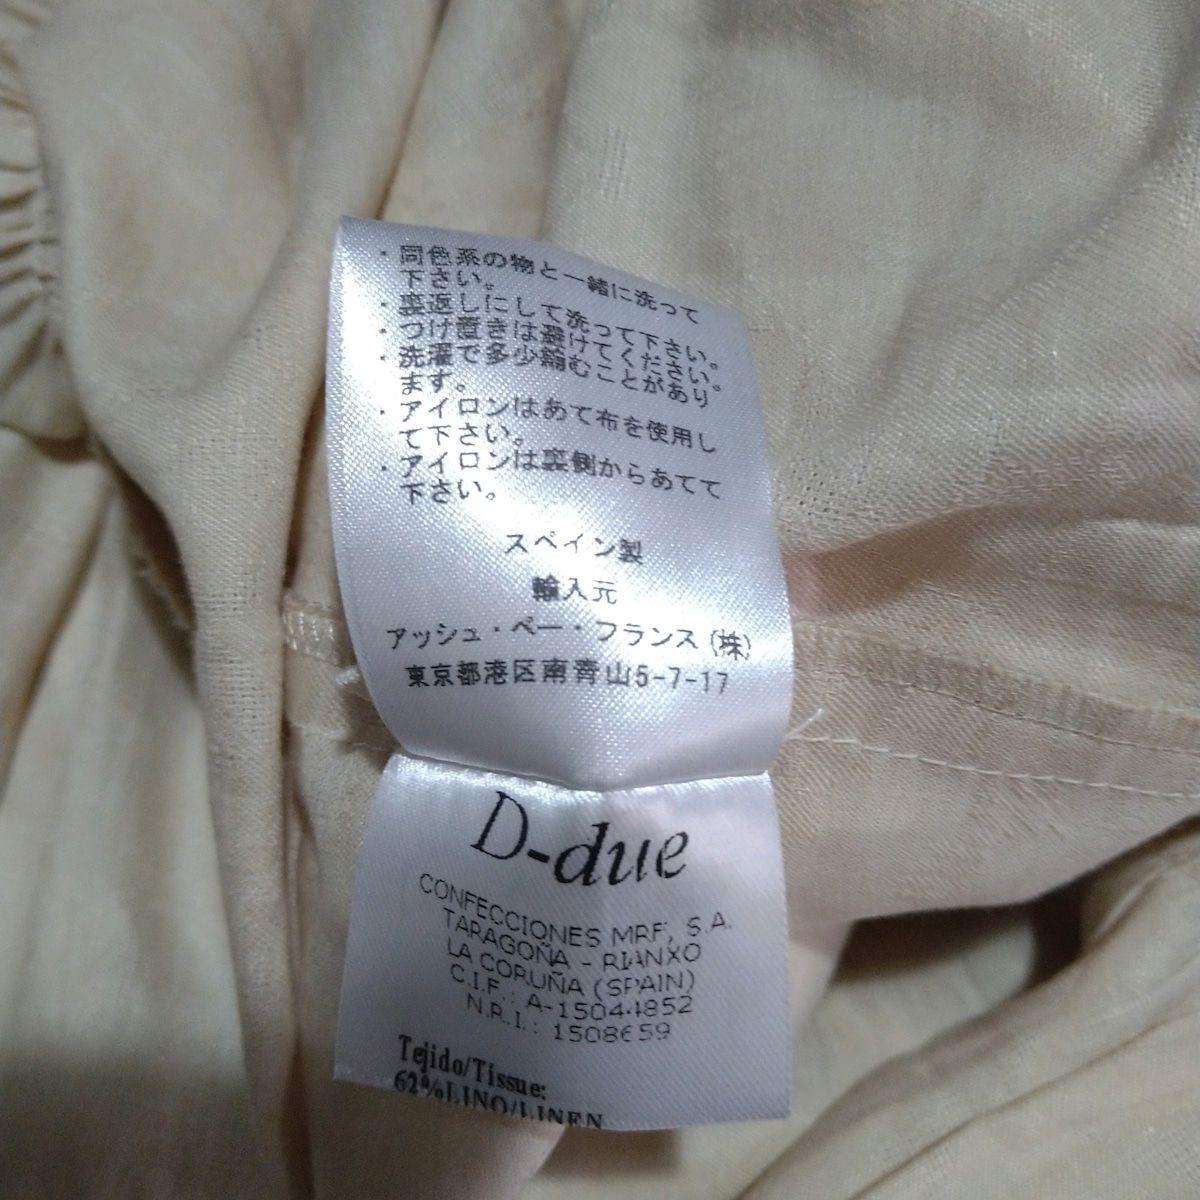 ・同色系の物と一緒に洗って
下さい。
・裏返しにして洗って下さい。
・つけ置きは避けてください。
・洗濯で多少縮むことがあり
ます。
・アイロンはあて布を使用し
て下さい。
・アイロンは裏側からあてて
下さい。
スペイン製
輸入元
アッシュ・ペー・フランス(株)
東京都港区南青山5-7-17
D-due
CONFECCIONES MRF, S.A.
TARAGOÑA - RIANXO
LA CORUÑA (SPAIN)
C.I.F.: A-15044852
N.R.I.: 1508659
Tejido/Tissue:
62%LINO/LINEN